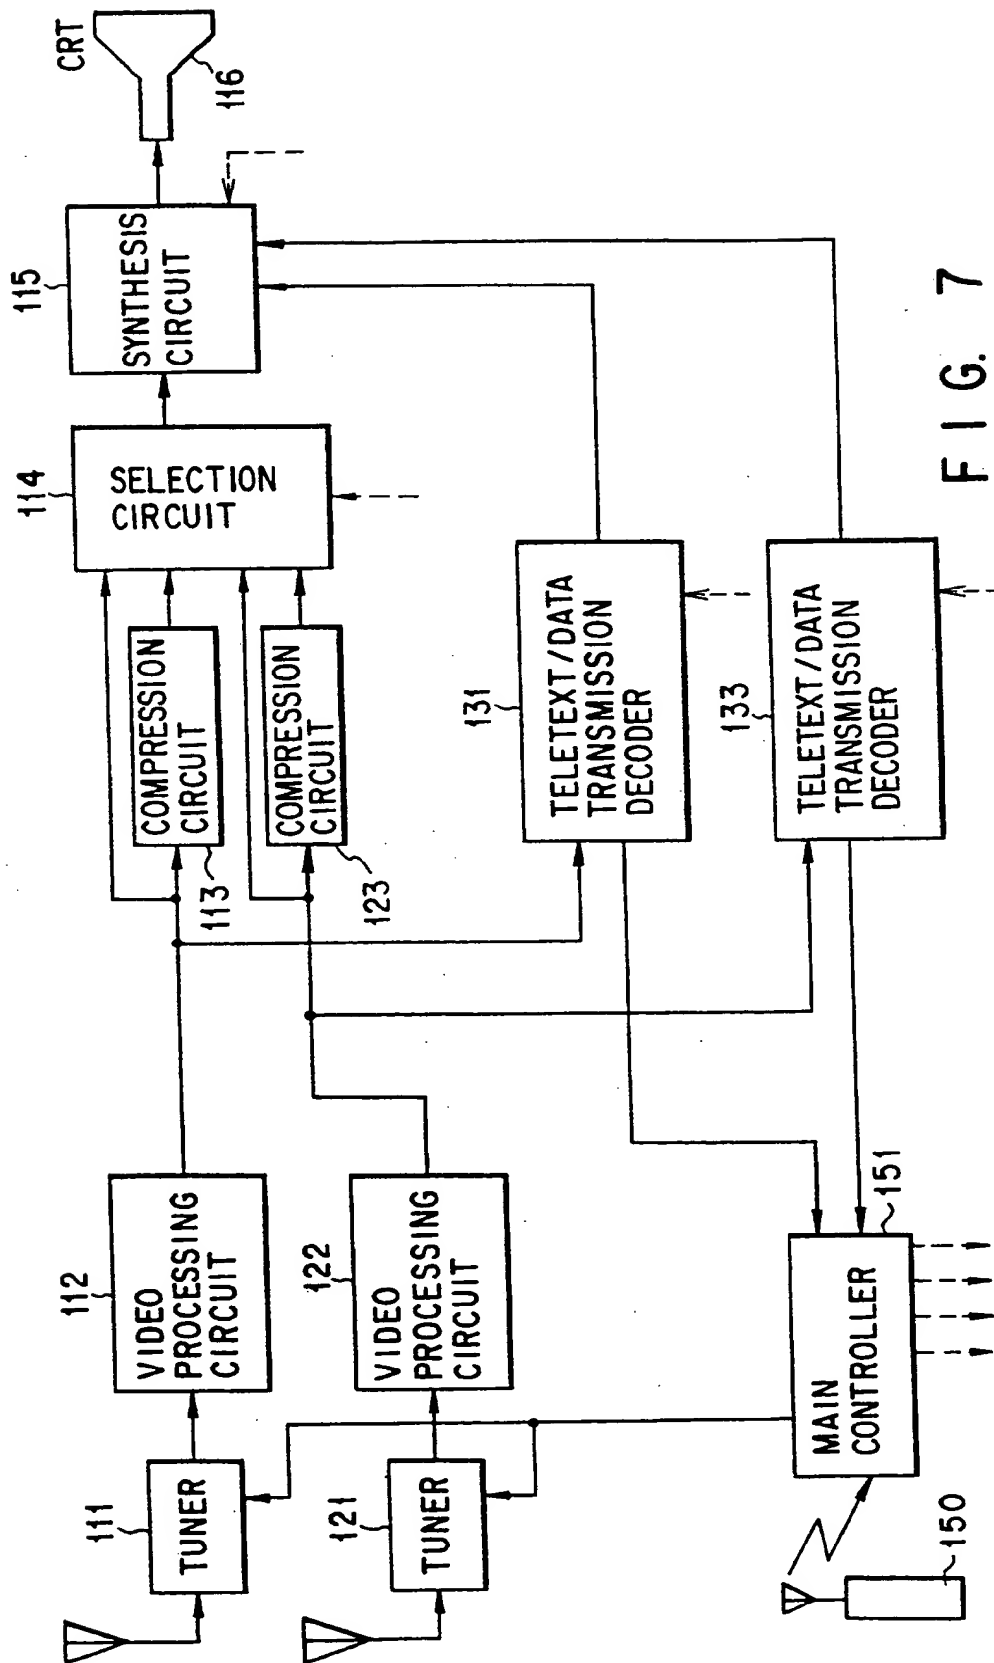 111
TUNER
112
VIDEO
PROCESSING
CIRCUIT
113
COMPRESSION
CIRCUIT
114
SELECTION
CIRCUIT
115
SYNTHESIS
CIRCUIT
CRT
116
121
TUNER
122
VIDEO
PROCESSING
CIRCUIT
123
COMPRESSION
CIRCUIT
131
TELETEXT/DATA
TRANSMISSION
DECODER
133
TELETEXT/DATA
TRANSMISSION
DECODER
150
MAIN
CONTROLLER
151
FIG. 7